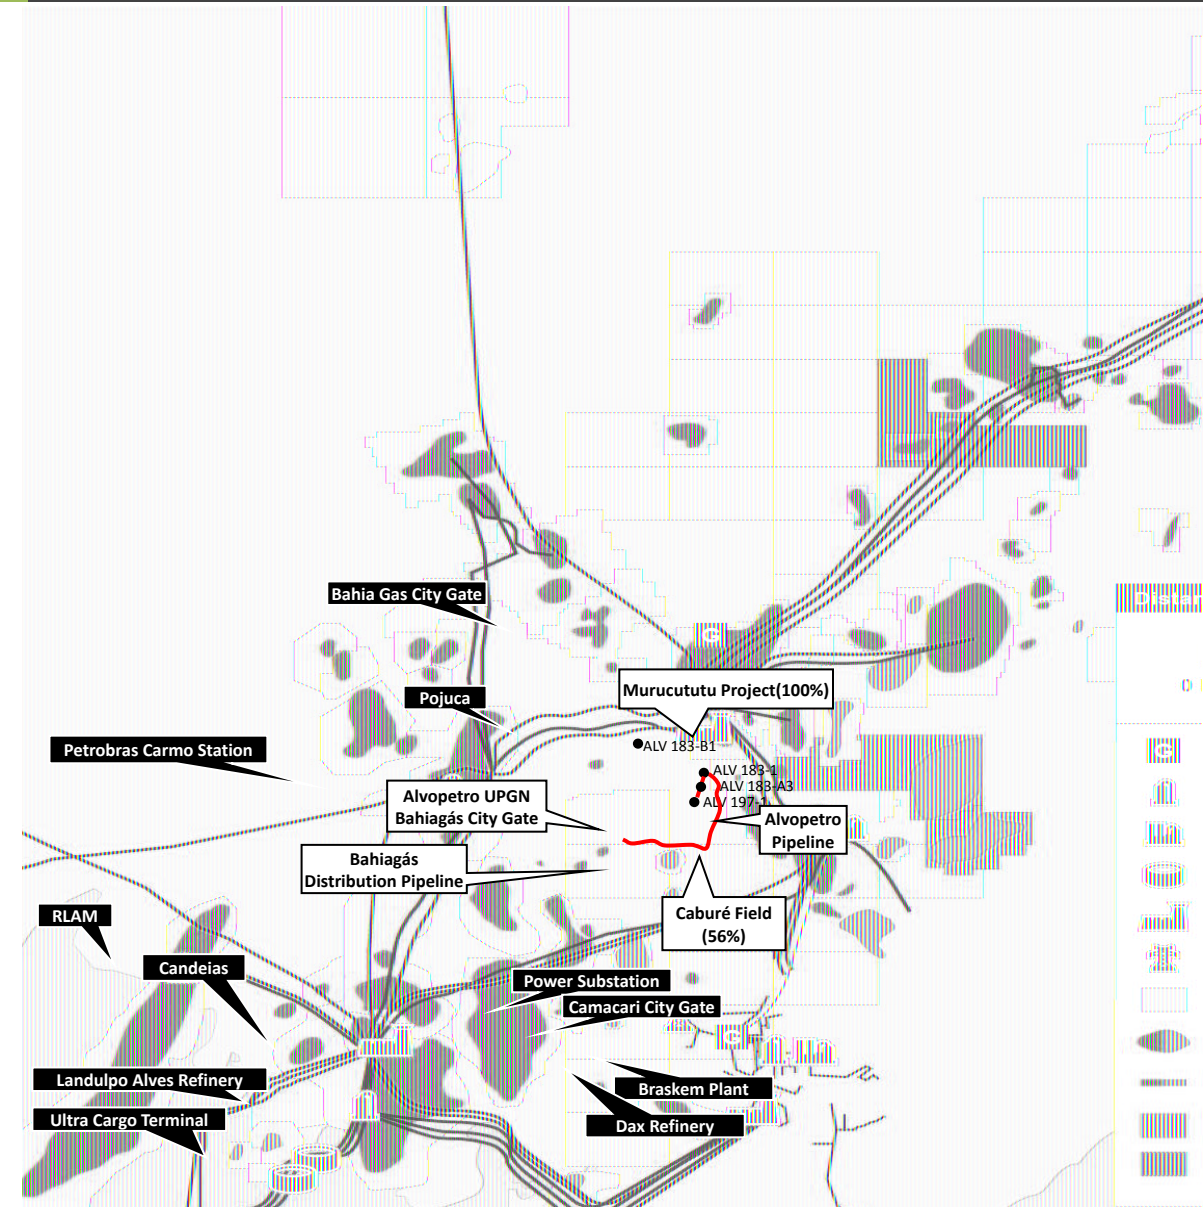 Bahia Gas City Gate
Distan
G
Murucututu Project(100%)
Pojuca
ALV 183-B1
Petrobras Carmo Station
G
ALV 183-1
ALV 183-A3
ALV 197-1
Alvopetro UPGN
Bahiagás City Gate
Alvopetro
Pipeline
Bahiagás
Distribution Pipeline
Caburé Field
(56%)
RLAM
Candeias
Power Substation
Camacari City Gate
G
Landulpo Alves Refinery
Braskem Plant
Ultra Cargo Terminal
Dax Refinery